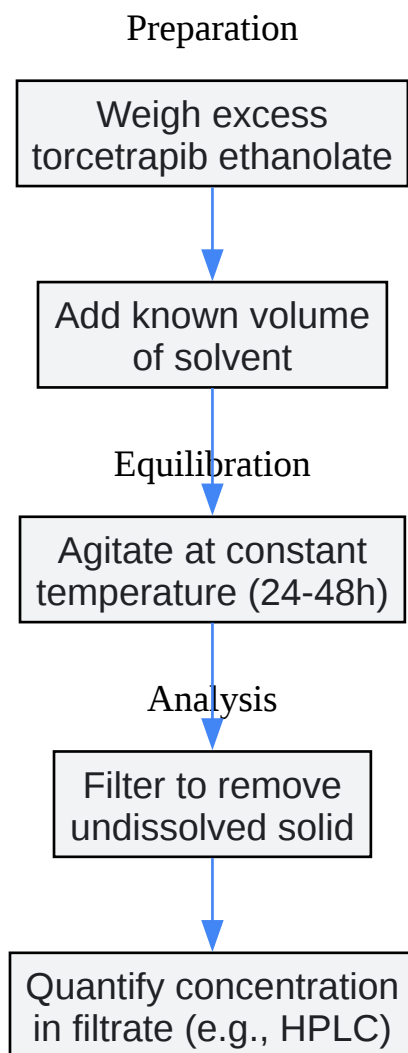 Preparation
Weigh excess
torcetrapib ethanolate
Add known volume
of solvent
Equilibration
Agitate at constant
temperature (24-48h)
Analysis
Filter to remove
undissolved solid
Quantify concentration
in filtrate (e.g., HPLC)